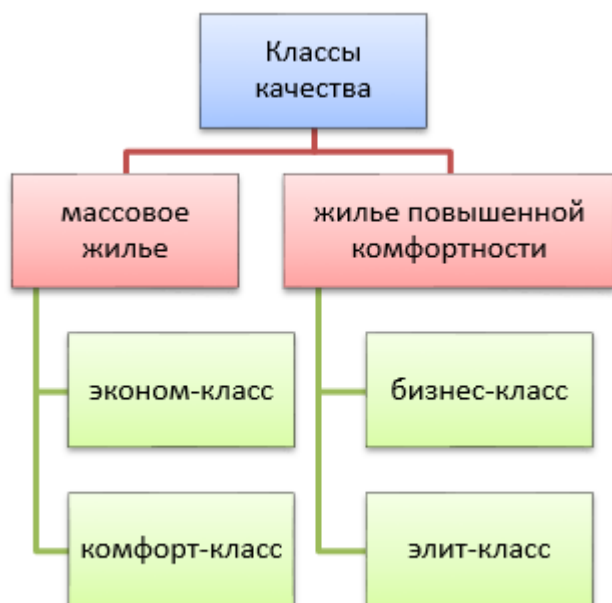 Классы
качества
массовое
жилье
жилье повышенной
комфортности
эконом-класс
бизнес-класс
комфорт-класс
элит-класс